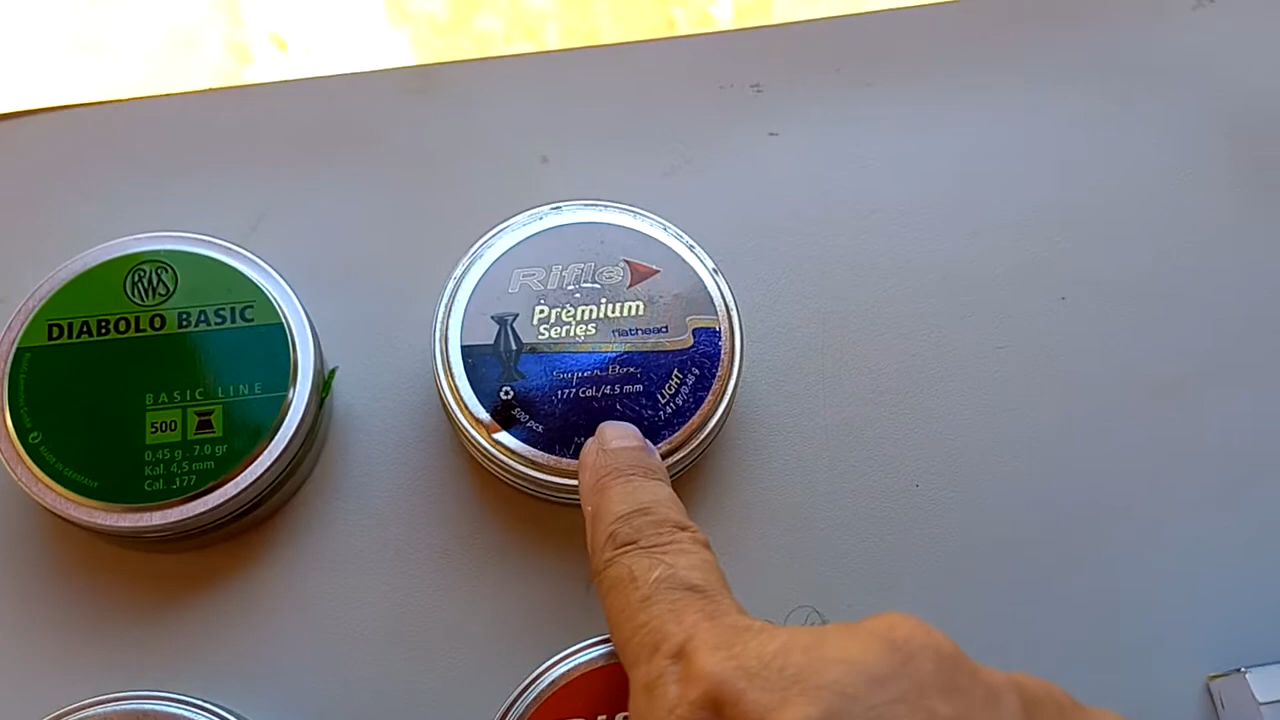 RWS
DIABOLO BASIC
BASIC LINE
500
0,45 g - 7.0 gr
Kal. 4,5 mm
Cal. .177
MADE IN GERMANY
Rifle
Premium
Series flathead
Super Box
.177 Cal./4.5 mm
LIGHT
7.41 gr/0.48 g
500 pcs.